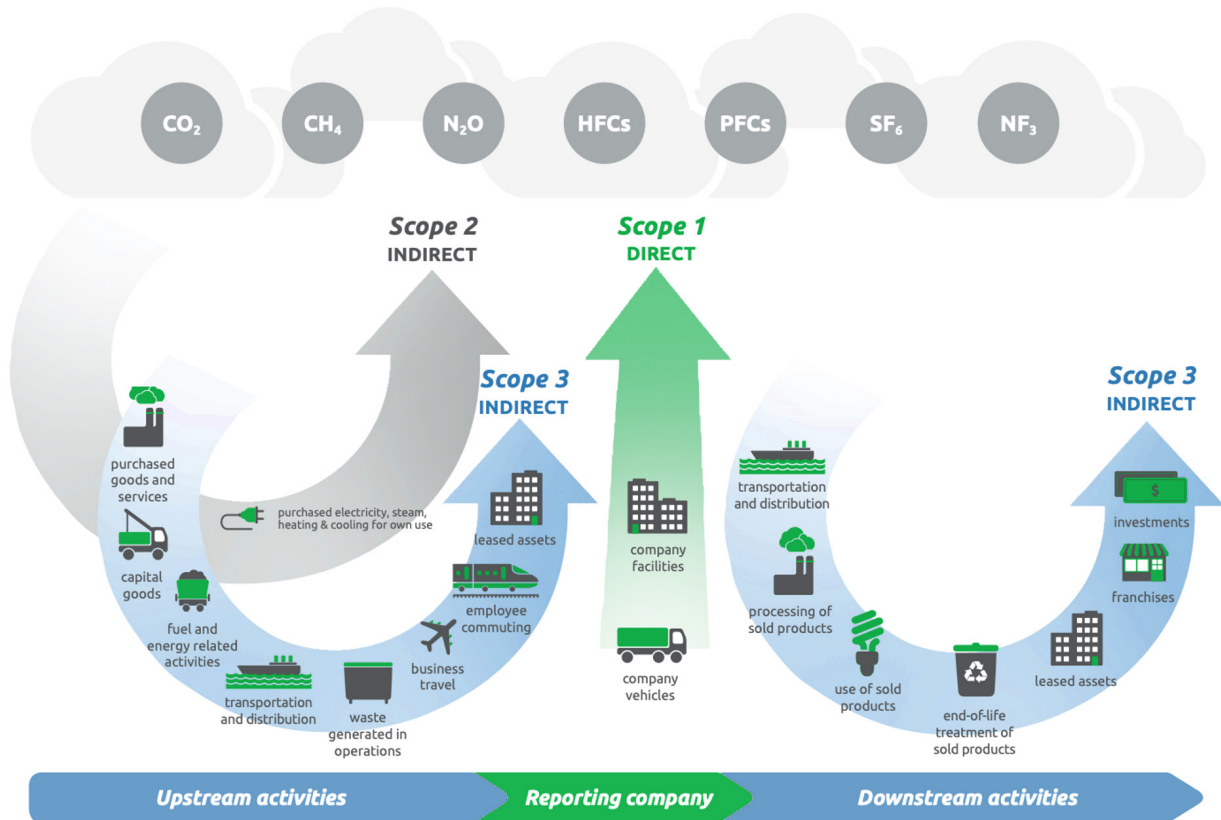 CO₂
CH₄
N₂O
HFCs
PFCs
SF₆
NF₃
Scope 2
INDIRECT
Scope 1
DIRECT
Scope 3
INDIRECT
Scope 3
INDIRECT
purchased
goods and
services
capital
goods
fuel and
energy related
activities
purchased electricity, steam,
heating & cooling for own use
transportation
and distribution
waste
generated in
operations
business
travel
employee
commuting
leased assets
company
facilities
company
vehicles
transportation
and distribution
processing of
sold products
use of sold
products
end-of-life
treatment of
sold products
leased assets
franchises
$
investments
Upstream activities
Reporting company
Downstream activities